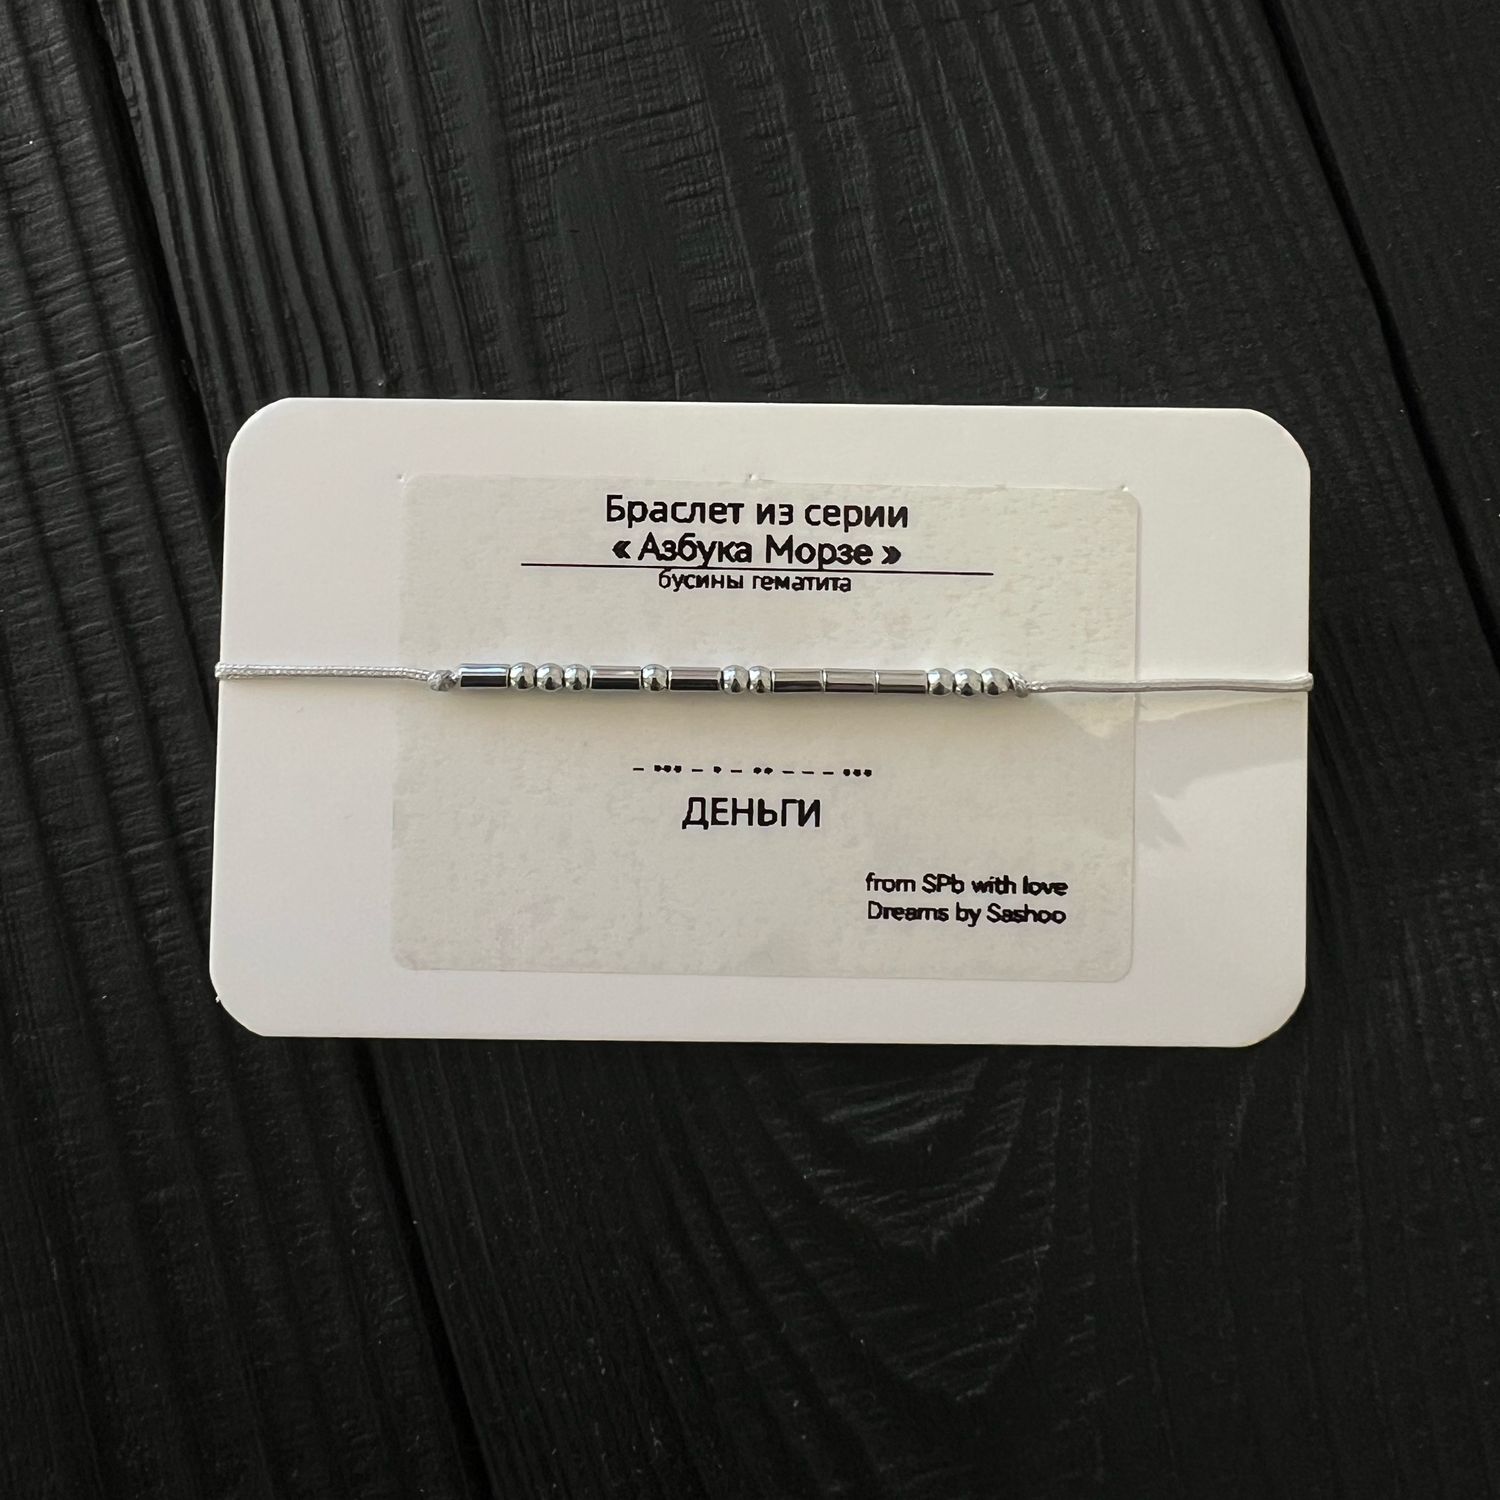 Браслет из серии
« Азбука Морзе »
бусины гематита
– ••• – • – •• – – – •••
ДЕНЬГИ
from SPb with love
Dreams by Sashoo